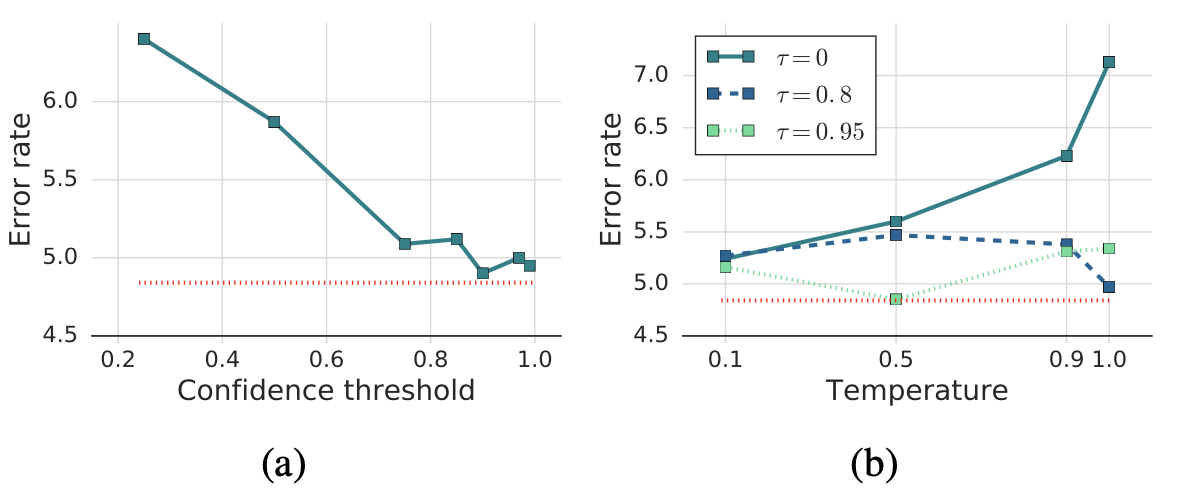 6.0
5.5
5.0
4.5
Error rate
0.2 0.4 0.6 0.8 1.0
Confidence threshold
(a)
τ = 0
τ = 0.8
τ = 0.95
7.0
6.5
6.0
5.5
5.0
4.5
Error rate
0.1 0.5 0.9 1.0
Temperature
(b)